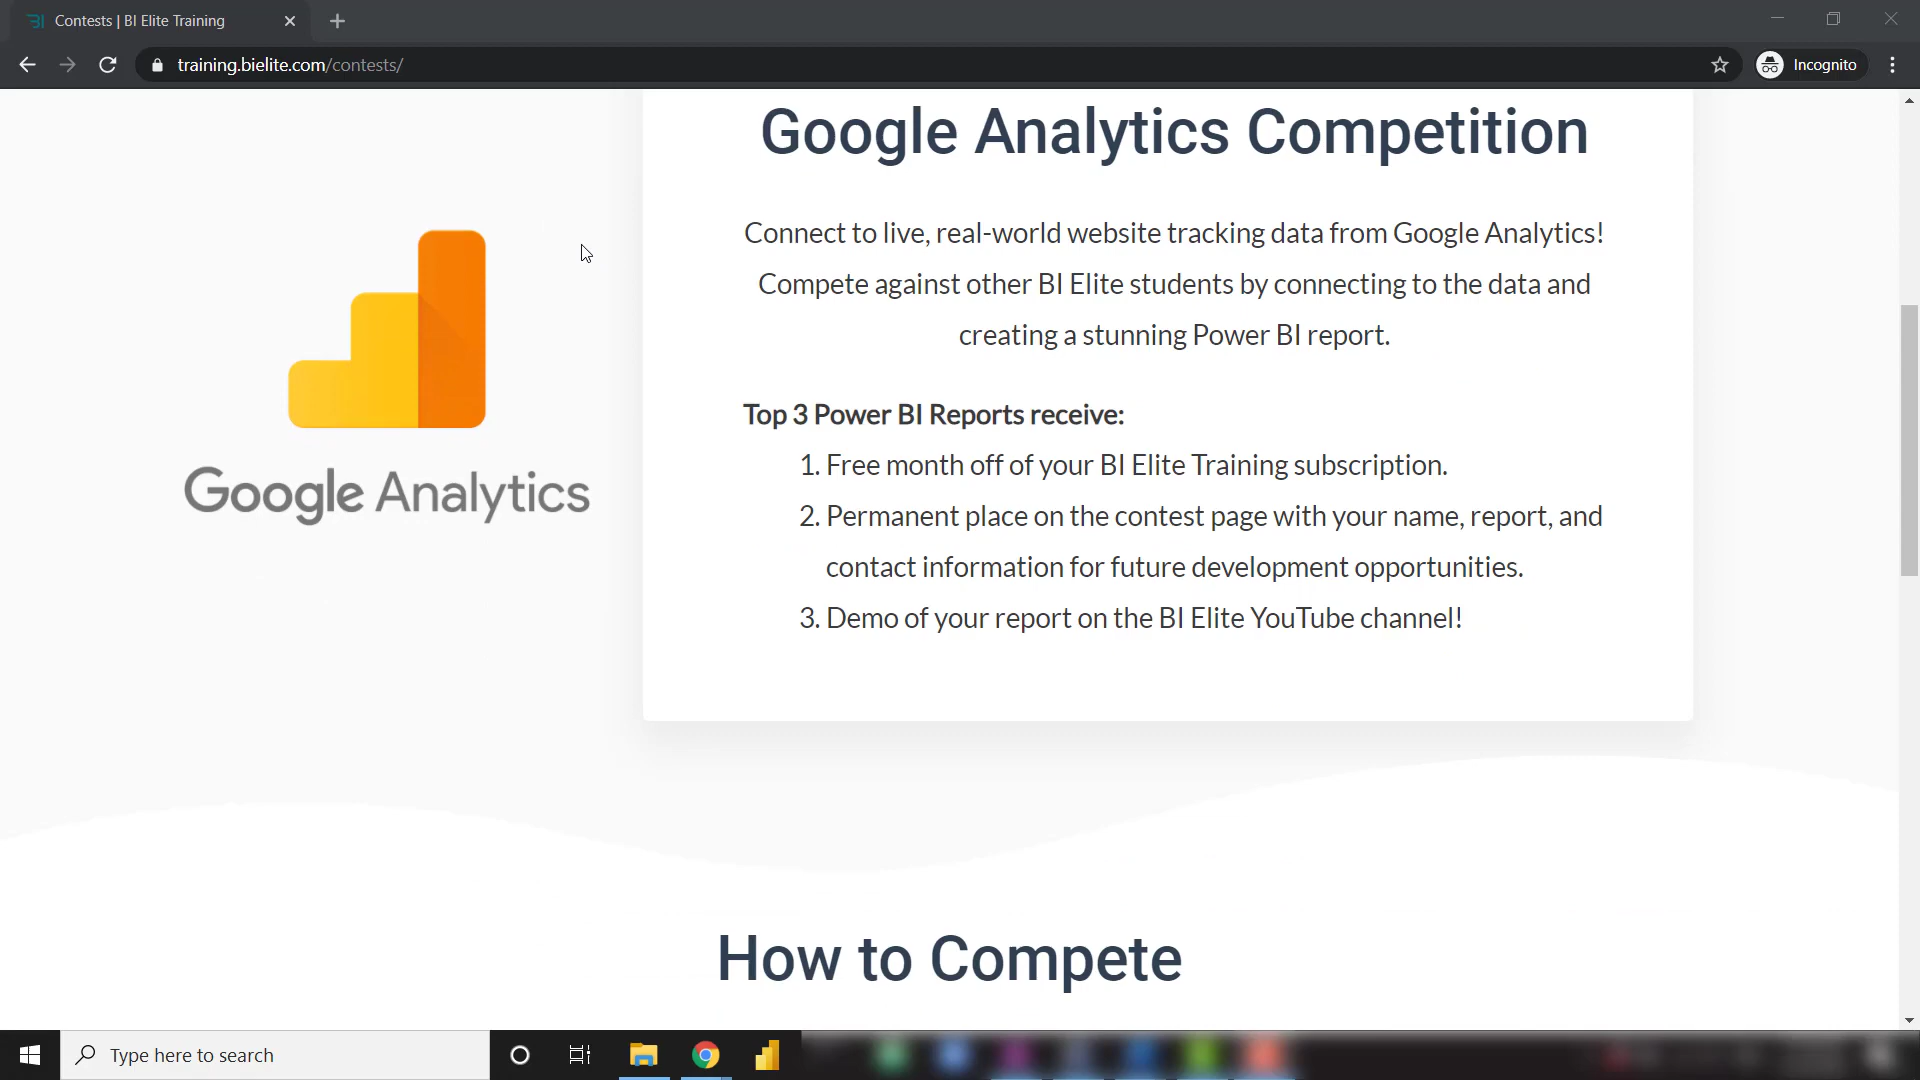 Contests | BI Elite Training
training.bielite.com/contests/
Incognito
Google Analytics Competition
Connect to live, real-world website tracking data from Google Analytics!
Compete against other BI Elite students by connecting to the data and
creating a stunning Power BI report.
Google Analytics
Top 3 Power BI Reports receive:
1. Free month off of your BI Elite Training subscription.
2. Permanent place on the contest page with your name, report, and
contact information for future development opportunities.
3. Demo of your report on the BI Elite YouTube channel!
How to Compete
Type here to search